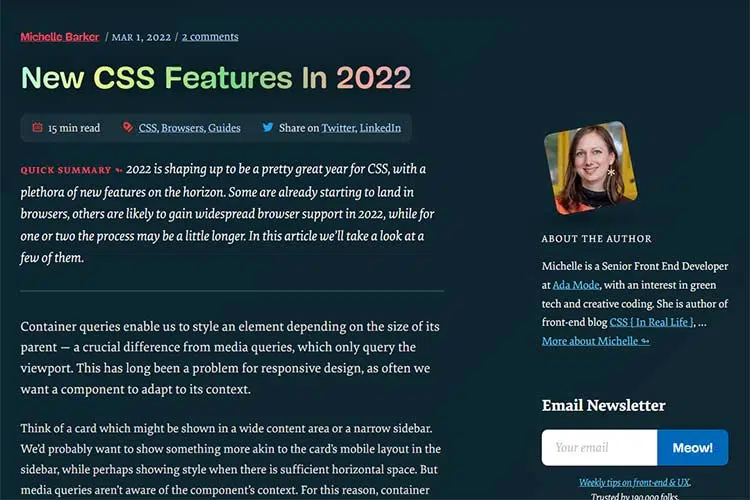 Michelle Barker / MAR 1, 2022 / 2 comments
New CSS Features In 2022
15 min read
CSS, Browsers, Guides
Share on Twitter, LinkedIn
QUICK SUMMARY ↬ 2022 is shaping up to be a pretty great year for CSS, with a
plethora of new features on the horizon. Some are already starting to land in
browsers, others are likely to gain widespread browser support in 2022, while for
one or two the process may be a little longer. In this article we’ll take a look at a
few of them.
Container queries enable us to style an element depending on the size of its
parent — a crucial difference from media queries, which only query the
viewport. This has long been a problem for responsive design, as often we
want a component to adapt to its context.
Think of a card which might be shown in a wide content area or a narrow sidebar.
We’d probably want to show something more akin to the card’s mobile layout in the
sidebar, while perhaps showing style when there is sufficient horizontal space. But
media queries aren’t aware of the component’s context. For this reason, container
ABOUT THE AUTHOR
Michelle is a Senior Front End Developer
at Ada Mode, with an interest in green
tech and creative coding. She is author of
front-end blog CSS { In Real Life }, ...
More about Michelle ↬
Email Newsletter
Your email
Meow!
Weekly tips on front-end & UX.
Trusted by 190,000 folks.